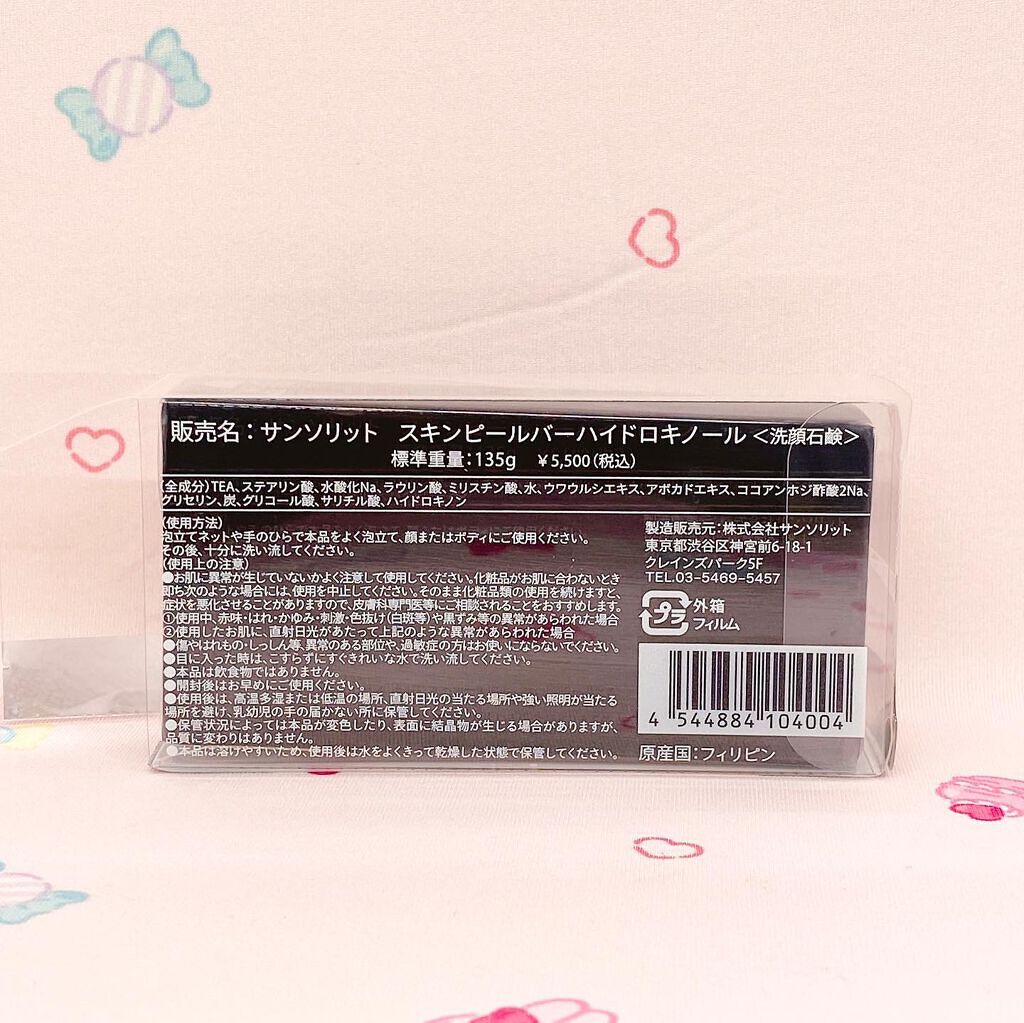 販売名：サンソリット スキンピールバーハイドロキノール＜洗顔石鹸＞
標準重量：135g ￥5,500（税込）
（全成分）TEA、ステアリン酸、水酸化Na、ラウリン酸、ミリスチン酸、水、ウワウルシエキス、アボカドエキス、ココアンホジ酢酸2Na、
グリセリン、炭、グリコール酸、サリチル酸、ハイドロキノン
（使用方法）
泡立てネットや手のひらで本品をよく泡立て、顔またはボディにご使用ください。
その後、十分に洗い流してください。
（使用上の注意）
●お肌に異常が生じていないかよく注意して使用してください。化粧品がお肌に合わないとき
即ち次のような場合には、使用を中止してください。そのまま化粧品類の使用を続けますと、
症状を悪化させることがありますので、皮膚科専門医等にご相談されることをおすすめします。
①使用中、赤味・はれ・かゆみ・刺激・色抜け（白斑等）や黒ずみ等の異常があらわれた場合
②使用したお肌に、直射日光があたって上記のような異常があらわれた場合
●傷やはれもの・しっしん等、異常のある部位や、過敏症の方はお使いにならないでください。
●目に入った時は、こすらずにすぐきれいな水で洗い流してください。
●本品は飲食物ではありません。
●開封後はお早めにご使用ください。
●使用後は、高温多湿または低温の場所、直射日光の当たる場所や強い照明が当たる
場所を避け、乳幼児の手の届かない所に保管してください。
●保管状況によっては本品が変色したり、表面に結晶物が生じる場合がありますが、
品質に変わりはありません。
●本品は溶けやすいため、使用後は水をよくきって乾燥した状態で保管してください。
製造販売元：株式会社サンソリット
東京都渋谷区神宮前6-18-1
クレインズパーク5F
TEL.03-5469-5457
プラ 外箱
フィルム
4 544884 104004
原産国：フィリピン